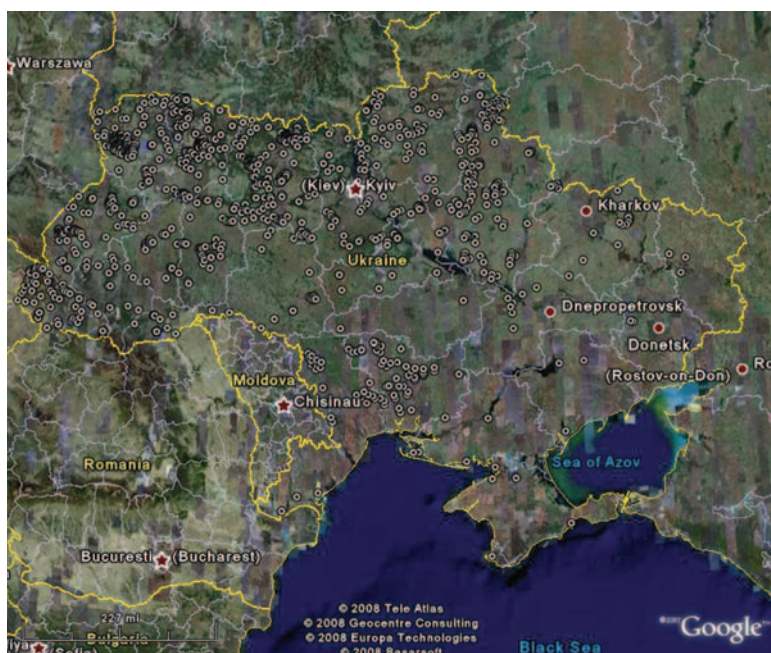 Warszawa
(Kiev) Kyiv
Kharkov
Ukraine
Dnepropetrovsk
Donetsk
Moldova
(Rostov-on-Don)
Chisinau
Sea of Azov
Romania
Bucuresti (Bucharest)
227 mi
Bulgaria
© 2008 Tele Atlas
© 2008 Geocentre Consulting
© 2008 Europa Technologies
Google
Black Sea